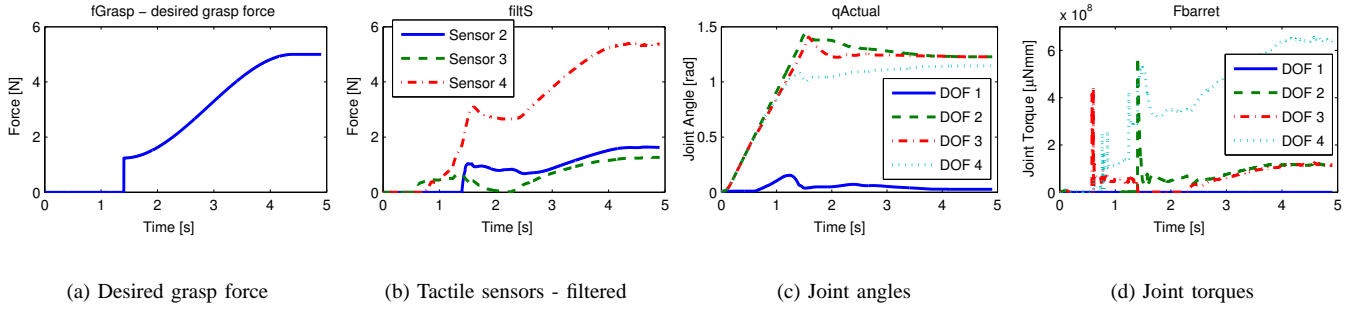 fGrasp − desired grasp force
6
4
2
0
0 1 2 3 4 5
Force [N]
Time [s]
(a) Desired grasp force
filtS
6
4
2
0
0 1 2 3 4 5
Force [N]
Time [s]
Sensor 2
Sensor 3
Sensor 4
(b) Tactile sensors - filtered
qActual
1.5
1
0.5
0
0 1 2 3 4 5
Joint Angle [rad]
Time [s]
DOF 1
DOF 2
DOF 3
DOF 4
(c) Joint angles
Fbarret
x 10⁸
6
4
2
0
0 1 2 3 4 5
Joint Torque [µNmm]
Time [s]
DOF 1
DOF 2
DOF 3
DOF 4
(d) Joint torques